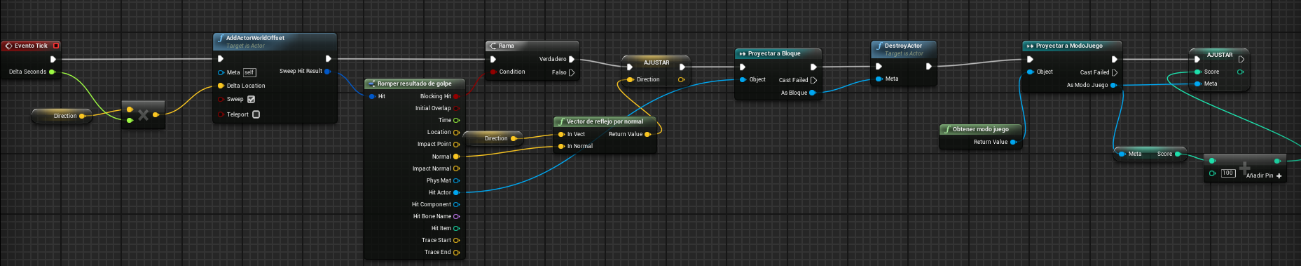 Evento Tick
Delta Seconds
Direction
AddActorWorldOffset
Target is Actor
Meta self
Sweep Hit Result
Delta Location
Sweep
Teleport
Romper resultado de golpe
Hit
Blocking Hit
Initial Overlap
Time
Location
Impact Point
Normal
Impact Normal
Phys Mat
Hit Actor
Hit Component
Hit Bone Name
Hit Item
Trace Start
Trace End
Rama
Verdadero
Condition
Falso
Direction
Vector de reflejo por normal
In Vect
Return Value
In Normal
AJUSTAR
Direction
Proyectar a Bloque
Object
Cast Failed
As Bloque
DestroyActor
Target is Actor
Meta
Obtener modo juego
Return Value
Proyectar a ModoJuego
Object
Cast Failed
As Modo Juego
Meta
Score
100
Añadir Pin +
AJUSTAR
Score
Meta